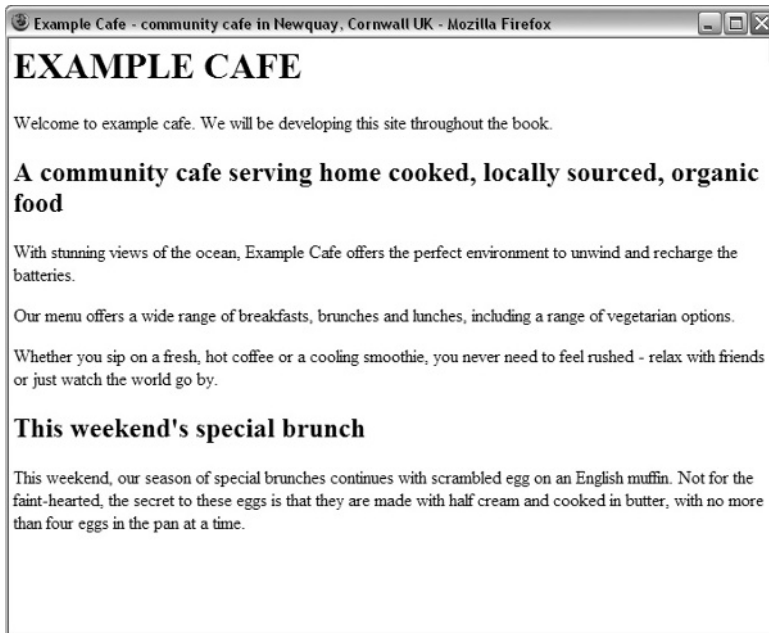 Example Cafe - community cafe in Newquay, Cornwall UK - Mozilla Firefox
EXAMPLE CAFE
Welcome to example cafe. We will be developing this site throughout the book.
A community cafe serving home cooked, locally sourced, organic
food
With stunning views of the ocean, Example Cafe offers the perfect environment to unwind and recharge the
batteries.
Our menu offers a wide range of breakfasts, brunches and lunches, including a range of vegetarian options.
Whether you sip on a fresh, hot coffee or a cooling smoothie, you never need to feel rushed - relax with friends
or just watch the world go by.
This weekend's special brunch
This weekend, our season of special brunches continues with scrambled egg on an English muffin. Not for the
faint-hearted, the secret to these eggs is that they are made with half cream and cooked in butter, with no more
than four eggs in the pan at a time.